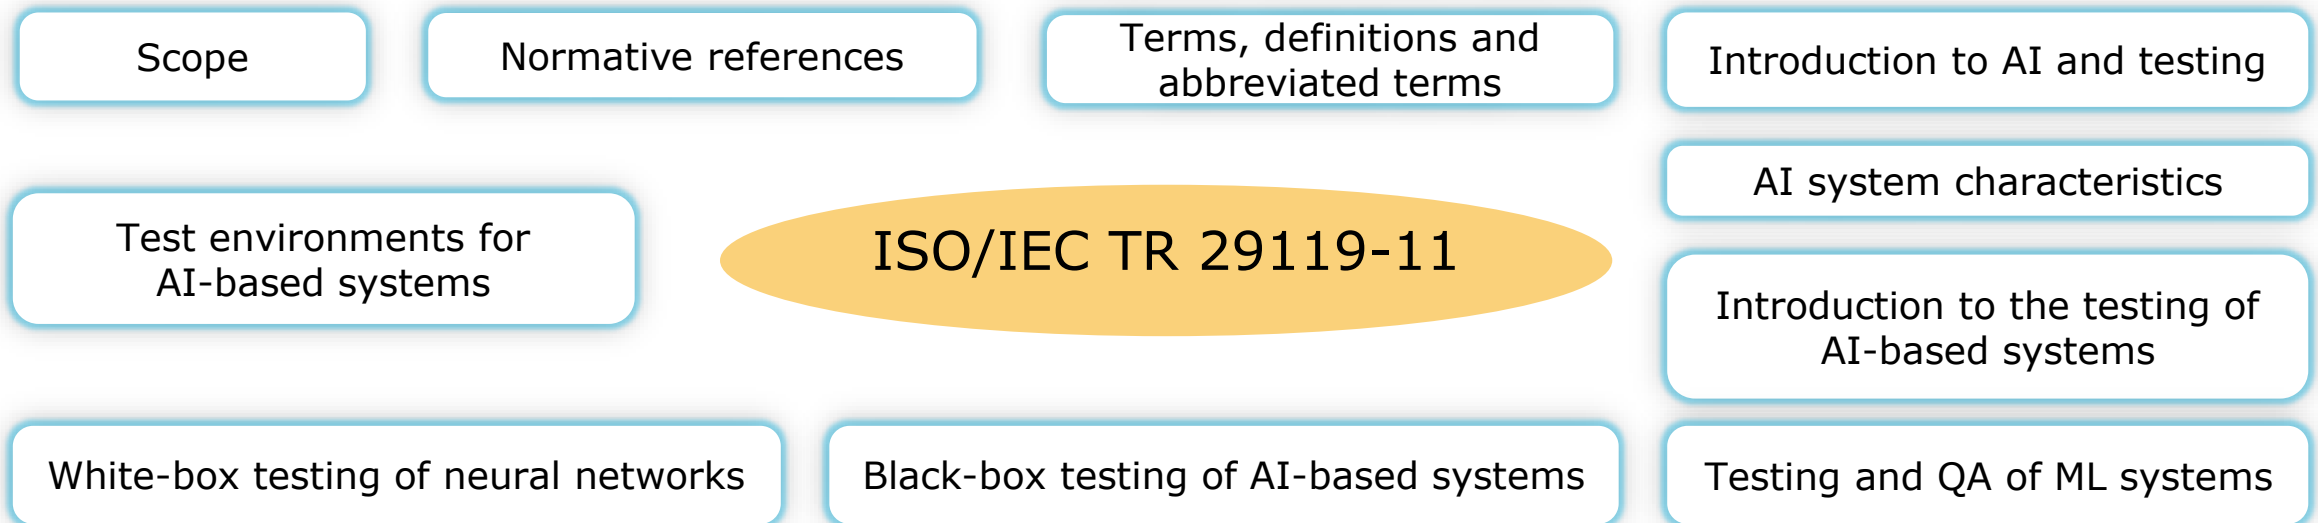 Scope
Normative references
Terms, definitions and
abbreviated terms
Introduction to AI and testing
AI system characteristics
Test environments for
AI-based systems
ISO/IEC TR 29119-11
Introduction to the testing of
AI-based systems
White-box testing of neural networks
Black-box testing of AI-based systems
Testing and QA of ML systems